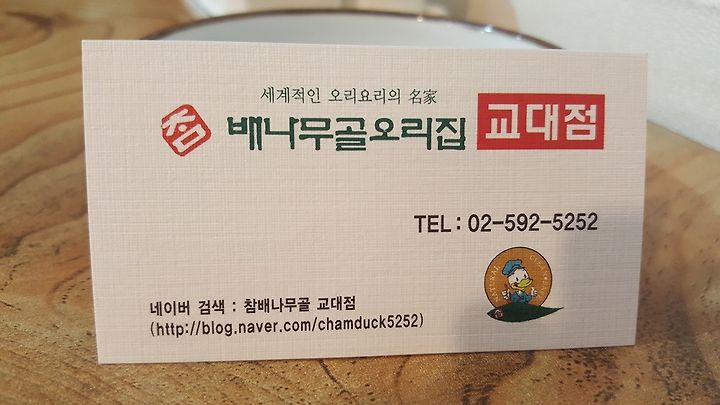 세계적인 오리요리의 名家
참 배나무골오리집 교대점
TEL : 02-592-5252
NATURAL CLEAN
네이버 검색 : 참배나무골 교대점
(http://blog.naver.com/chamduck5252)